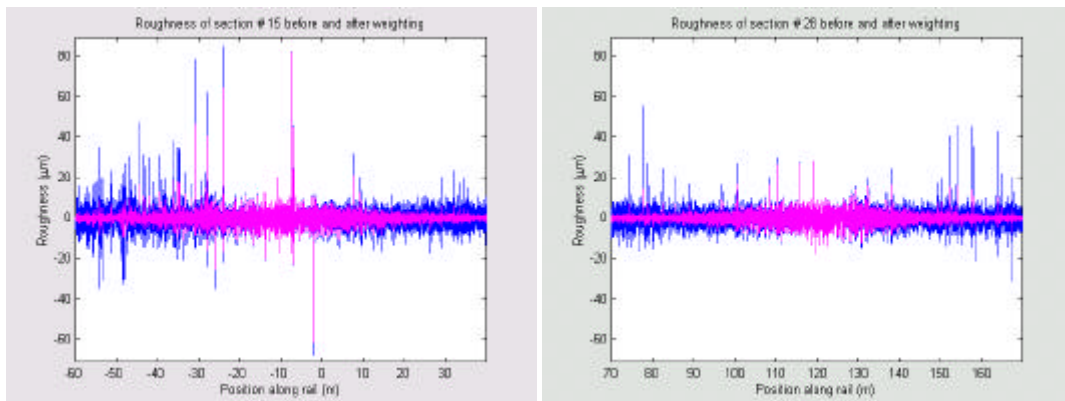 Roughness of section # 15 before and after weighting
80
60
40
20
0
-20
-40
-60
Roughness (µm)
-60 -50 -40 -30 -20 -10 0 10 20 30
Position along rail (m)
Roughness of section # 28 before and after weighting
80
60
40
20
0
-20
-40
-60
Roughness (µm)
70 80 90 100 110 120 130 140 150 160
Position along rail (m)